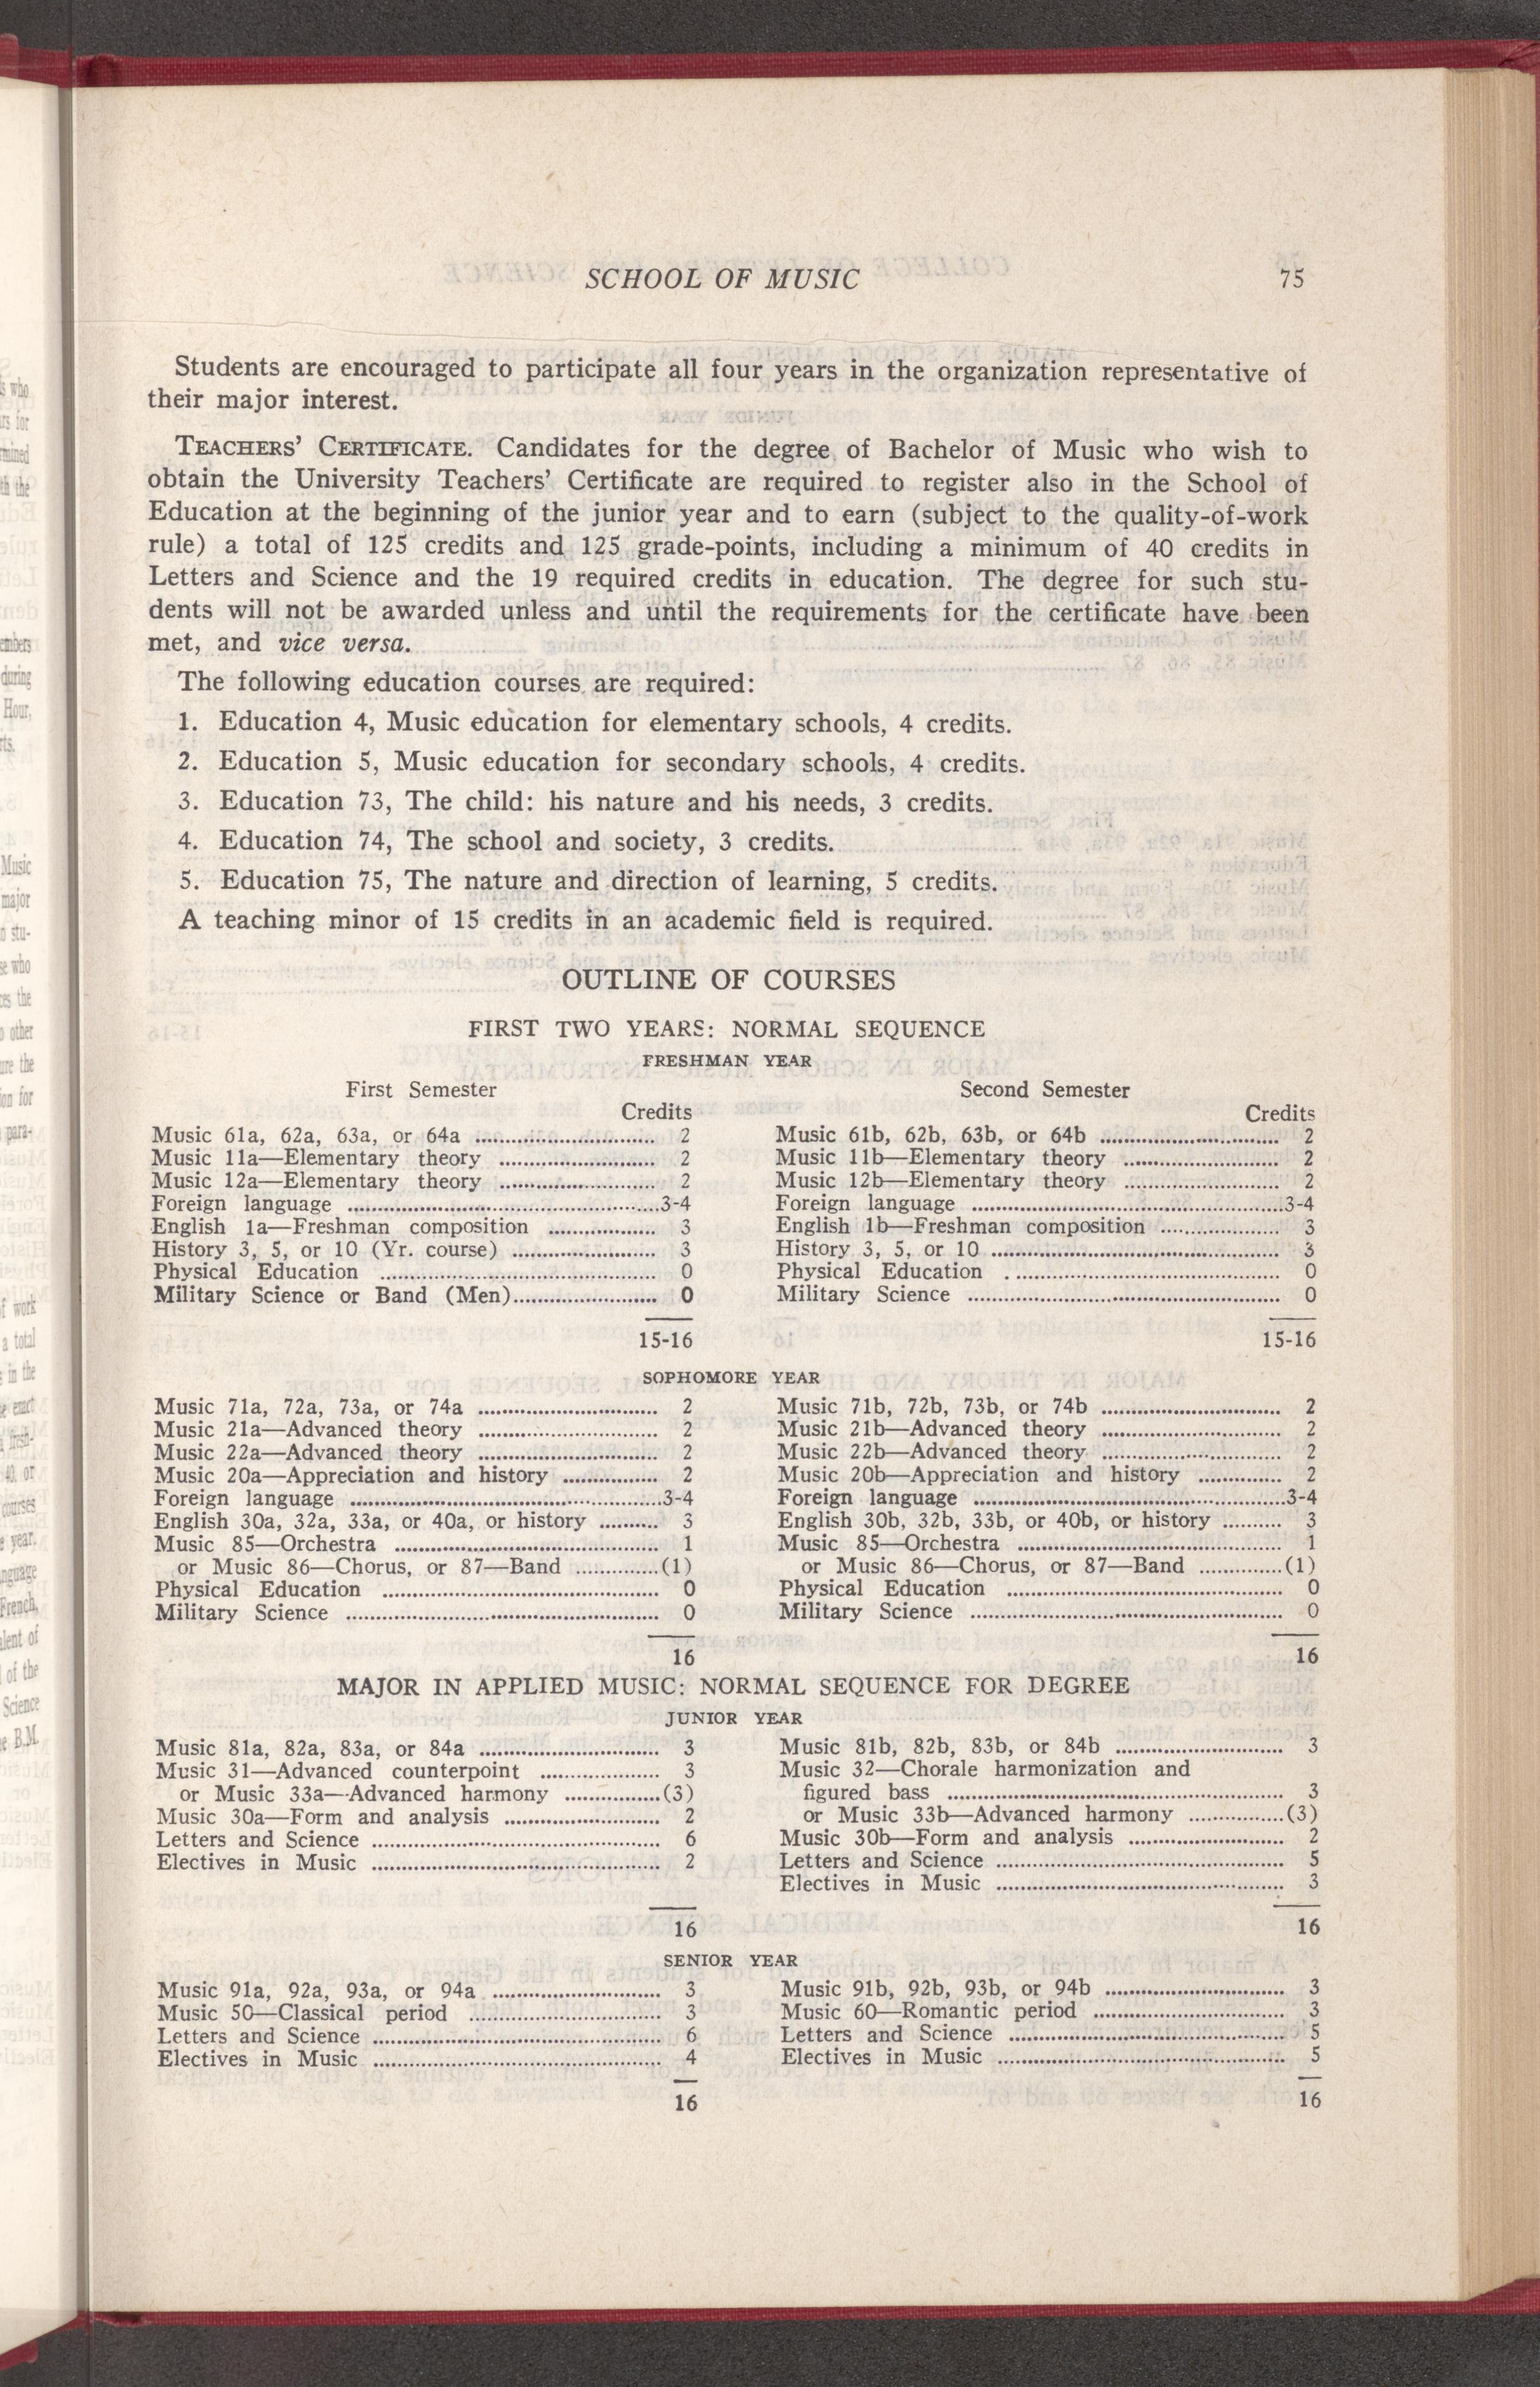 SCHOOL OF MUSIC 75
Students are encouraged to participate all four years in the organization representative of
their major interest.
TEACHERS' CERTIFICATE. Candidates for the degree of Bachelor of Music who wish to
obtain the University Teachers' Certificate are required to register also in the School of
Education at the beginning of the junior year and to earn (subject to the quality-of-work
rule) a total of 125 credits and 125 grade-points, including a minimum of 40 credits in
Letters and Science and the 19 required credits in education. The degree for such stu-
dents will not be awarded unless and until the requirements for the certificate have been
met, and vice versa.
The following education courses are required:
1. Education 4, Music education for elementary schools, 4 credits.
2. Education 5, Music education for secondary schools, 4 credits.
3. Education 73, The child: his nature and his needs, 3 credits.
4. Education 74, The school and society, 3 credits.
5. Education 75, The nature and direction of learning, 5 credits.
A teaching minor of 15 credits in an academic field is required.
OUTLINE OF COURSES
FIRST TWO YEARS: NORMAL SEQUENCE
FRESHMAN YEAR
First Semester
Credits
Music 61a, 62a, 63a, or 64a .............................. 2
Music 11a—Elementary theory .......................... 2
Music 12a—Elementary theory .......................... 2
Foreign language ....................................................3-4
English 1a—Freshman composition .................. 3
History 3, 5, or 10 (Yr. course) ........................ 3
Physical Education .............................................. 0
Military Science or Band (Men)........................ 0
15-16
Second Semester
Credits
Music 61b, 62b, 63b, or 64b .............................. 2
Music 11b—Elementary theory .......................... 2
Music 12b—Elementary theory .......................... 2
Foreign language ....................................................3-4
English 1b—Freshman composition .................... 3
History 3, 5, or 10 ................................................ 3
Physical Education . ............................................ 0
Military Science .................................................... 0
15-16
SOPHOMORE YEAR
Music 71a, 72a, 73a, or 74a .............................. 2
Music 21a—Advanced theory .............................. 2
Music 22a—Advanced theory .............................. 2
Music 20a—Appreciation and history ................ 2
Foreign language ....................................................3-4
English 30a, 32a, 33a, or 40a, or history .......... 3
Music 85—Orchestra ............................................ 1
or Music 86—Chorus, or 87—Band ..............(1)
Physical Education .............................................. 0
Military Science .................................................... 0
16
Music 71b, 72b, 73b, or 74b .............................. 2
Music 21b—Advanced theory .............................. 2
Music 22b—Advanced theory .............................. 2
Music 20b—Appreciation and history .............. 2
Foreign language ....................................................3-4
English 30b, 32b, 33b, or 40b, or history .......... 3
Music 85—Orchestra ............................................ 1
or Music 86—Chorus, or 87—Band ..............(1)
Physical Education .............................................. 0
Military Science .................................................... 0
16
MAJOR IN APPLIED MUSIC: NORMAL SEQUENCE FOR DEGREE
JUNIOR YEAR
Music 81a, 82a, 83a, or 84a .............................. 3
Music 31—Advanced counterpoint .................... 3
or Music 33a—Advanced harmony ................(3)
Music 30a—Form and analysis .......................... 2
Letters and Science ................................................ 6
Electives in Music ................................................ 2
16
Music 81b, 82b, 83b, or 84b ............................ 3
Music 32—Chorale harmonization and
figured bass ........................................................ 3
or Music 33b—Advanced harmony ................(3)
Music 30b—Form and analysis .......................... 2
Letters and Science ................................................ 5
Electives in Music ................................................ 3
16
SENIOR YEAR
Music 91a, 92a, 93a, or 94a ............................ 3
Music 50—Classical period ................................ 3
Letters and Science ................................................ 6
Electives in Music ................................................ 4
16
Music 91b, 92b, 93b, or 94b .............................. 3
Music 60—Romantic period ................................ 3
Letters and Science .............................................. 5
Electives in Music ................................................ 5
16